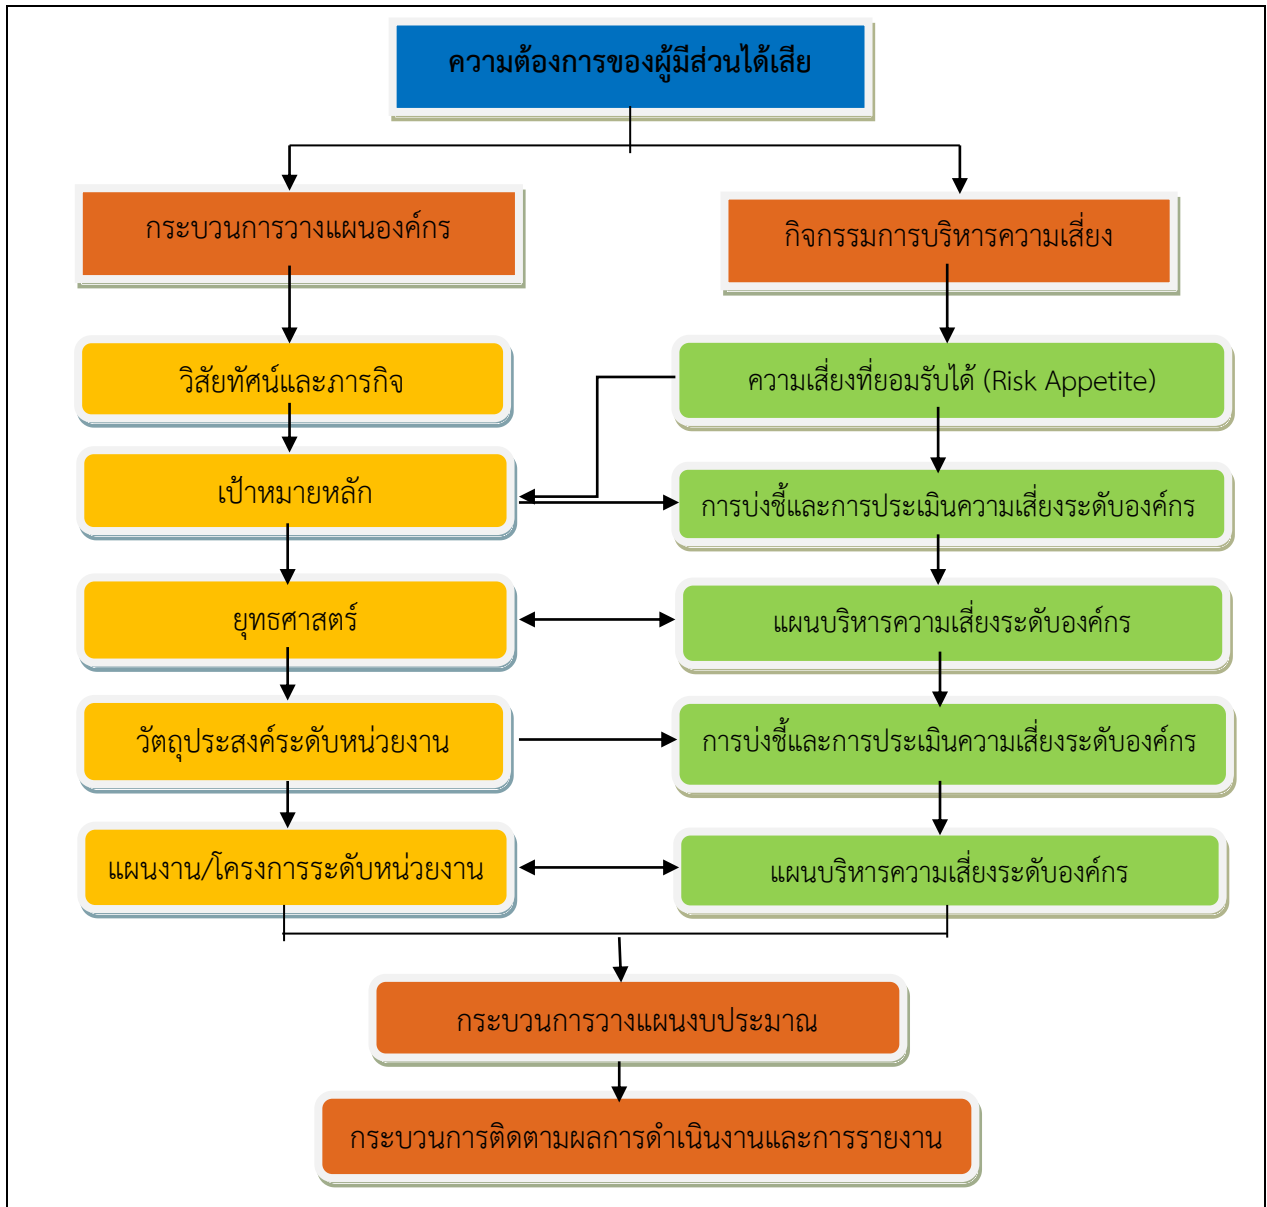 ความต้องการของผู้มีส่วนได้เสีย
กระบวนการวางแผนองค์กร
กิจกรรมการบริหารความเสี่ยง
วิสัยทัศน์และภารกิจ
ความเสี่ยงที่ยอมรับได้ (Risk Appetite)
เป้าหมายหลัก
การบ่งชี้และการประเมินความเสี่ยงระดับองค์กร
ยุทธศาสตร์
แผนบริหารความเสี่ยงระดับองค์กร
วัตถุประสงค์ระดับหน่วยงาน
การบ่งชี้และการประเมินความเสี่ยงระดับองค์กร
แผนงาน/โครงการระดับหน่วยงาน
แผนบริหารความเสี่ยงระดับองค์กร
กระบวนการวางแผนงบประมาณ
กระบวนการติดตามผลการดำเนินงานและการรายงาน